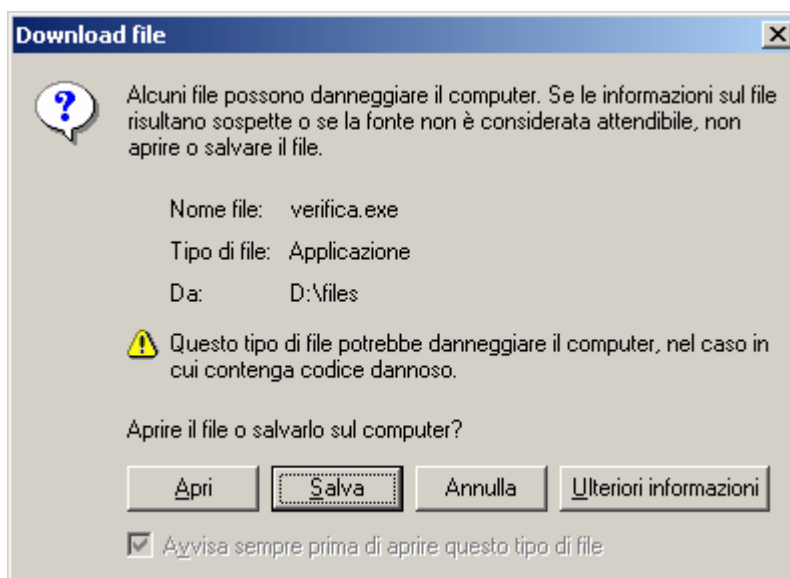 Download file
Alcuni file possono danneggiare il computer. Se le informazioni sul file
risultano sospette o se la fonte non è considerata attendibile, non
aprire o salvare il file.
Nome file: verifica.exe
Tipo di file: Applicazione
Da: D:\files
Questo tipo di file potrebbe danneggiare il computer, nel caso in
cui contenga codice dannoso.
Aprire il file o salvarlo sul computer?
Apri Salva Annulla Ulteriori informazioni
Avvisa sempre prima di aprire questo tipo di file